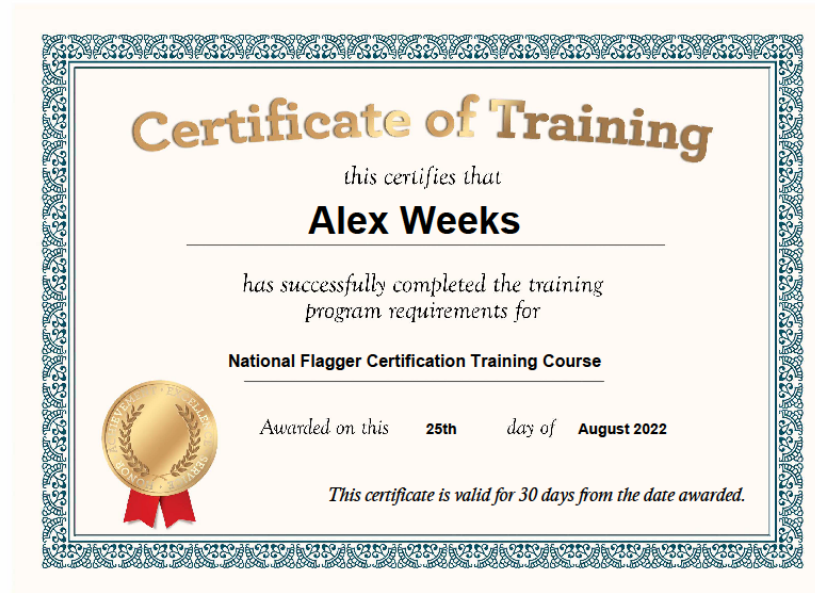 Certificate of Training
this certifies that
Alex Weeks
has successfully completed the training
program requirements for
National Flagger Certification Training Course
Awarded on this 25th day of August 2022
This certificate is valid for 30 days from the date awarded.